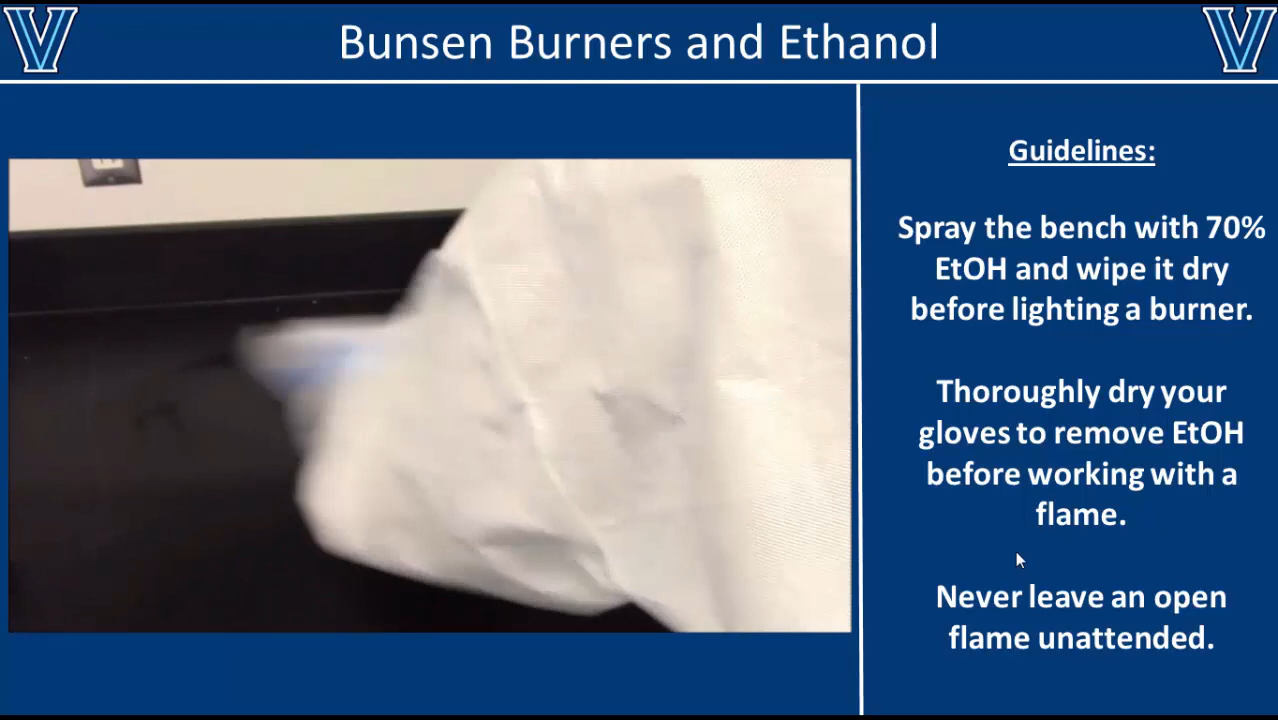 Bunsen Burners and Ethanol
Guidelines:
Spray the bench with 70%
EtOH and wipe it dry
before lighting a burner.
Thoroughly dry your
gloves to remove EtOH
before working with a
flame.
Never leave an open
flame unattended.